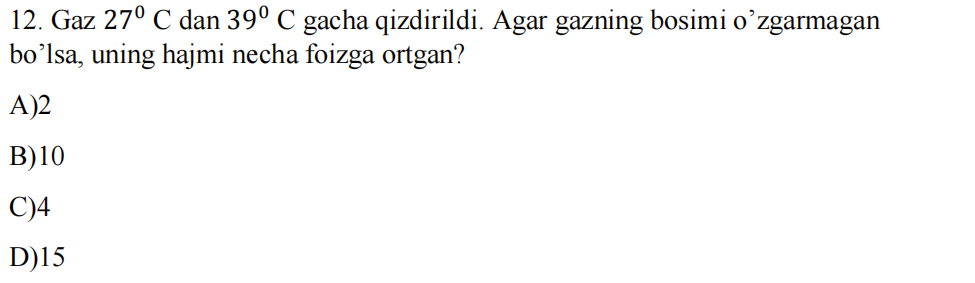 12. Gaz 27⁰ C dan 39⁰ C gacha qizdirildi. Agar gazning bosimi o’zgarmagan
bo’lsa, uning hajmi necha foizga ortgan?
A)2
B)10
C)4
D)15